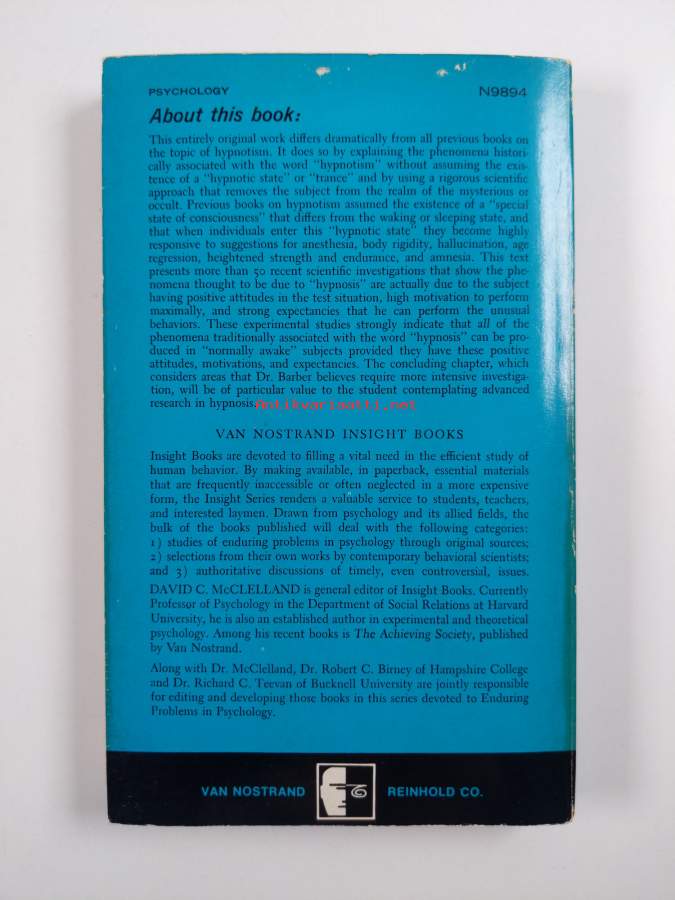 PSYCHOLOGY N9894
About this book:
This entirely original work differs dramatically from all previous books on
the topic of hypnotism. It does so by explaining the phenomena histori-
cally associated with the word "hypnotism" without assuming the exis-
tence of a "hypnotic state" or "trance" and by using a rigorous scientific
approach that removes the subject from the realm of the mysterious or
occult. Previous books on hypnotism assumed the existence of a "special
state of consciousness" that differs from the waking or sleeping state, and
that when individuals enter this "hypnotic state" they become highly
responsive to suggestions for anesthesia, body rigidity, hallucination, age
regression, heightened strength and endurance, and amnesia. This text
presents more than 50 recent scientific investigations that show the phe-
nomena thought to be due to "hypnosis" are actually due to the subject
having positive attitudes in the test situation, high motivation to perform
maximally, and strong expectancies that he can perform the unusual
behaviors. These experimental studies strongly indicate that all of the
phenomena traditionally associated with the word "hypnosis" can be pro-
duced in "normally awake" subjects provided they have these positive
attitudes, motivations, and expectancies. The concluding chapter, which
considers areas that Dr. Barber believes require more intensive investiga-
tion, will be of particular value to the student contemplating advanced
research in hypnosis.
Antikvariaatti.net
VAN NOSTRAND INSIGHT BOOKS
Insight Books are devoted to filling a vital need in the efficient study of
human behavior. By making available, in paperback, essential materials
that are frequently inaccessible or often neglected in a more expensive
form, the Insight Series renders a valuable service to students, teachers,
and interested laymen. Drawn from psychology and its allied fields, the
bulk of the books published will deal with the following categories:
1) studies of enduring problems in psychology through original sources;
2) selections from their own works by contemporary behavioral scientists;
and 3) authoritative discussions of timely, even controversial, issues.
DAVID C. McCLELLAND is general editor of Insight Books. Currently
Professor of Psychology in the Department of Social Relations at Harvard
University, he is also an established author in experimental and theoretical
psychology. Among his recent books is The Achieving Society, published
by Van Nostrand.
Along with Dr. McClelland, Dr. Robert C. Birney of Hampshire College
and Dr. Richard C. Teevan of Bucknell University are jointly responsible
for editing and developing those books in this series devoted to Enduring
Problems in Psychology.
VAN NOSTRAND REINHOLD CO.